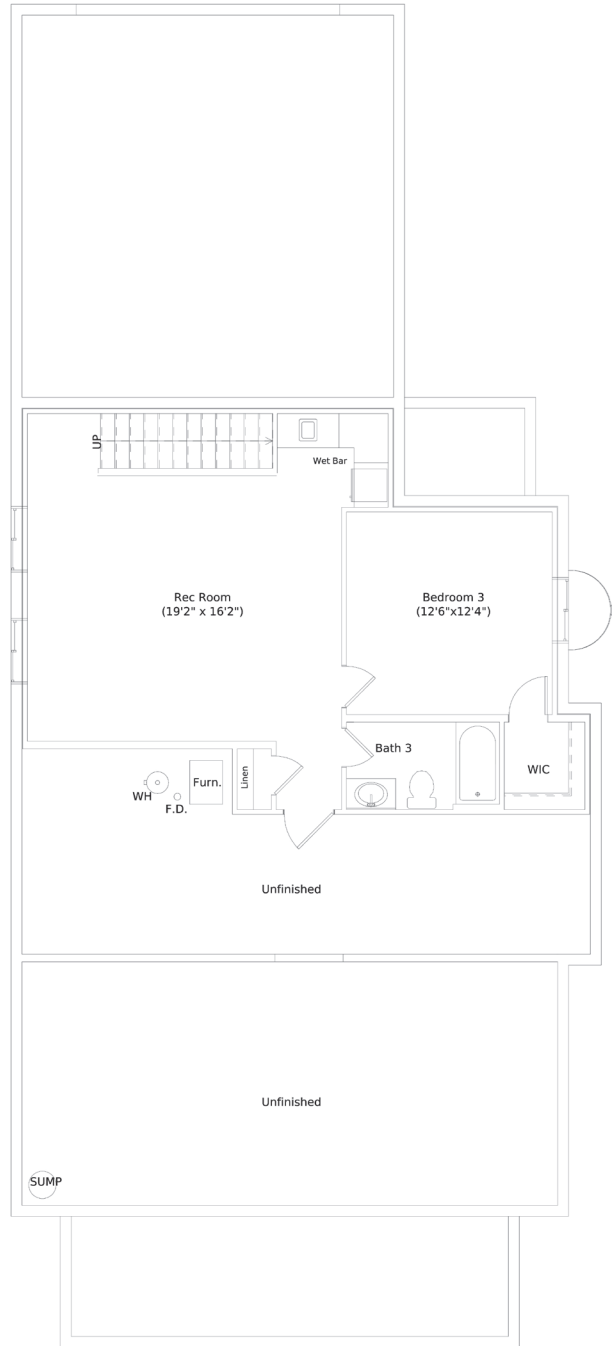 UP
Wet Bar
Rec Room
(19'2" x 16'2")
Bedroom 3
(12'6"x12'4")
Bath 3
WIC
Linen
Furn.
WH
F.D.
Unfinished
Unfinished
SUMP